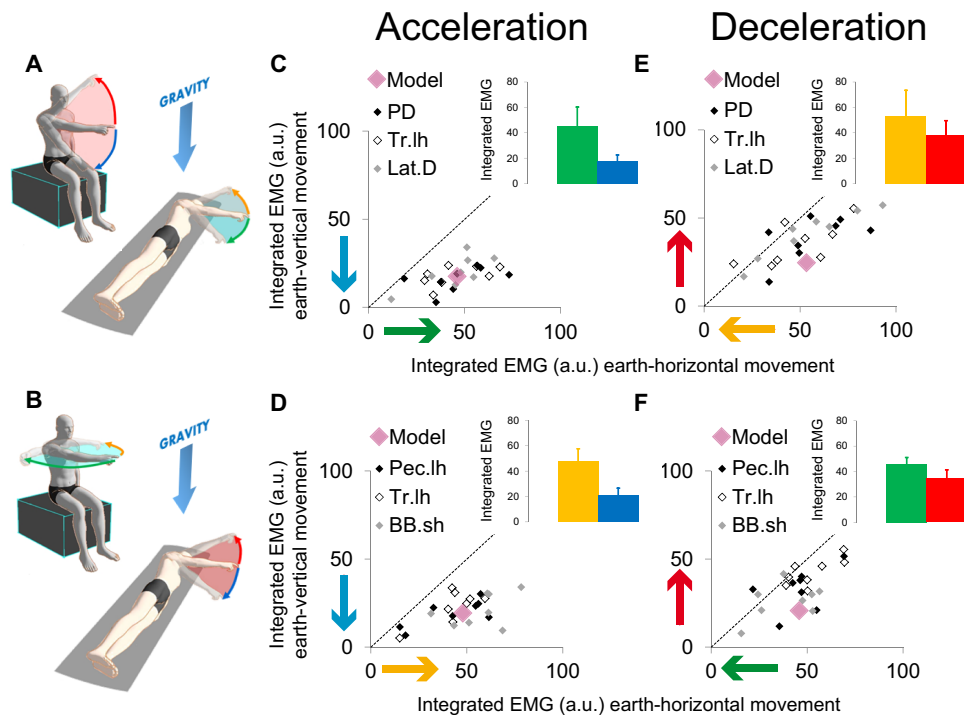 Acceleration
Deceleration
A
GRAVITY
C
Model
PD
Tr.lh
Lat.D
Integrated EMG (a.u.)
earth-vertical movement
100
50
0
0
50
100
Integrated EMG
80
60
40
20
0
E
Model
PD
Tr.lh
Lat.D
100
50
0
0
50
100
Integrated EMG
80
60
40
20
0
Integrated EMG (a.u.) earth-horizontal movement
B
GRAVITY
D
Model
Pec.lh
Tr.lh
BB.sh
Integrated EMG (a.u.)
earth-vertical movement
100
50
0
0
50
100
Integrated EMG
80
60
40
20
0
F
Model
Pec.lh
Tr.lh
BB.sh
100
50
0
0
50
100
Integrated EMG
80
60
40
20
0
Integrated EMG (a.u.) earth-horizontal movement